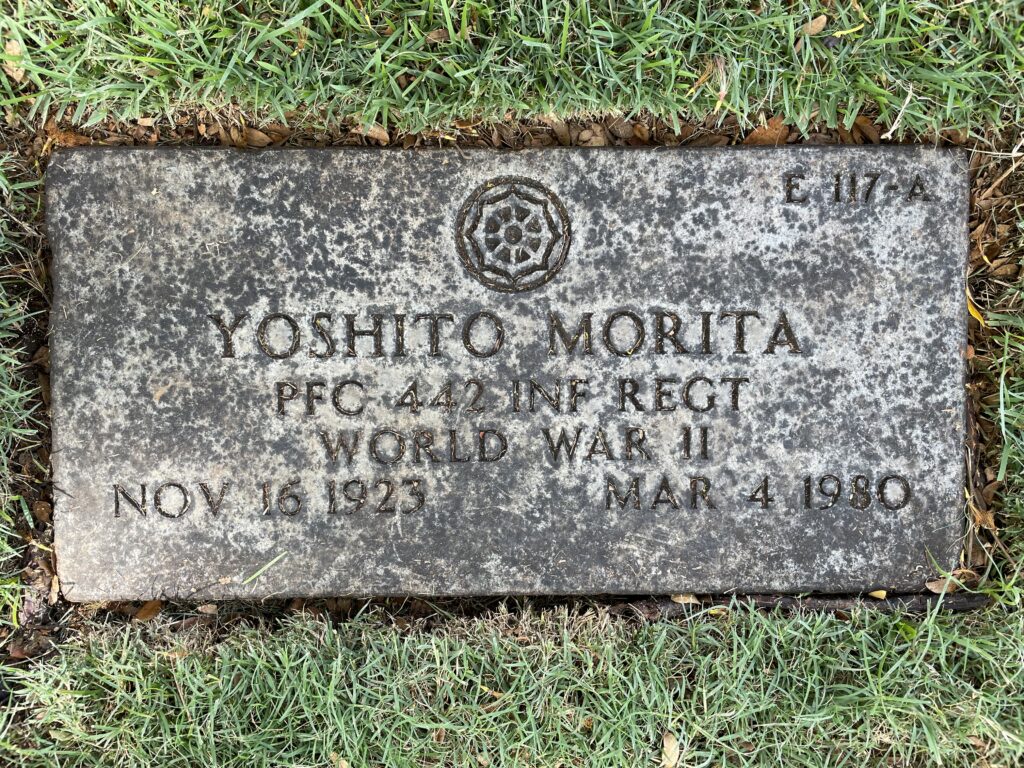 E 117-A
YOSHITO MORITA
PFC 442 INF REGT
WORLD WAR II
NOV 16 1923 MAR 4 1980